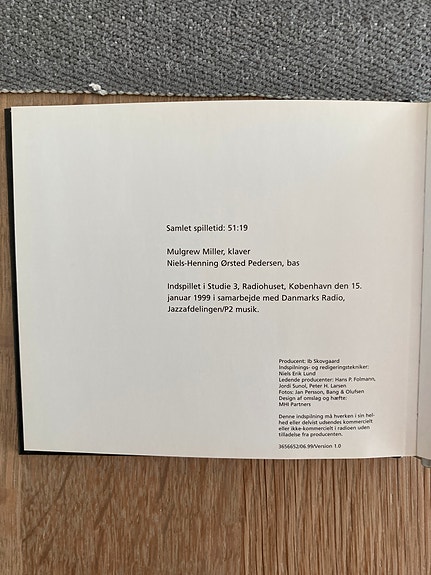 Samlet spilletid: 51:19
Mulgrew Miller, klaver
Niels-Henning Ørsted Pedersen, bas
Indspillet i Studie 3, Radiohuset, København den 15.
januar 1999 i samarbejde med Danmarks Radio,
Jazzafdelingen/P2 musik.
Producent: Ib Skovgaard
Indspilnings- og redigeringstekniker:
Niels Erik Lund
Ledende producenter: Hans P. Folmann,
Jordi Sunol, Peter H. Larsen
Fotos: Jan Persson, Bang & Olufsen
Design af omslag og hæfte:
MHI Partners
Denne indspilning må hverken i sin hel-
hed eller delvist udsendes kommercielt
eller ikke-kommercielt i radioen uden
tilladelse fra producenten.
3656652/06.99/Version 1.0